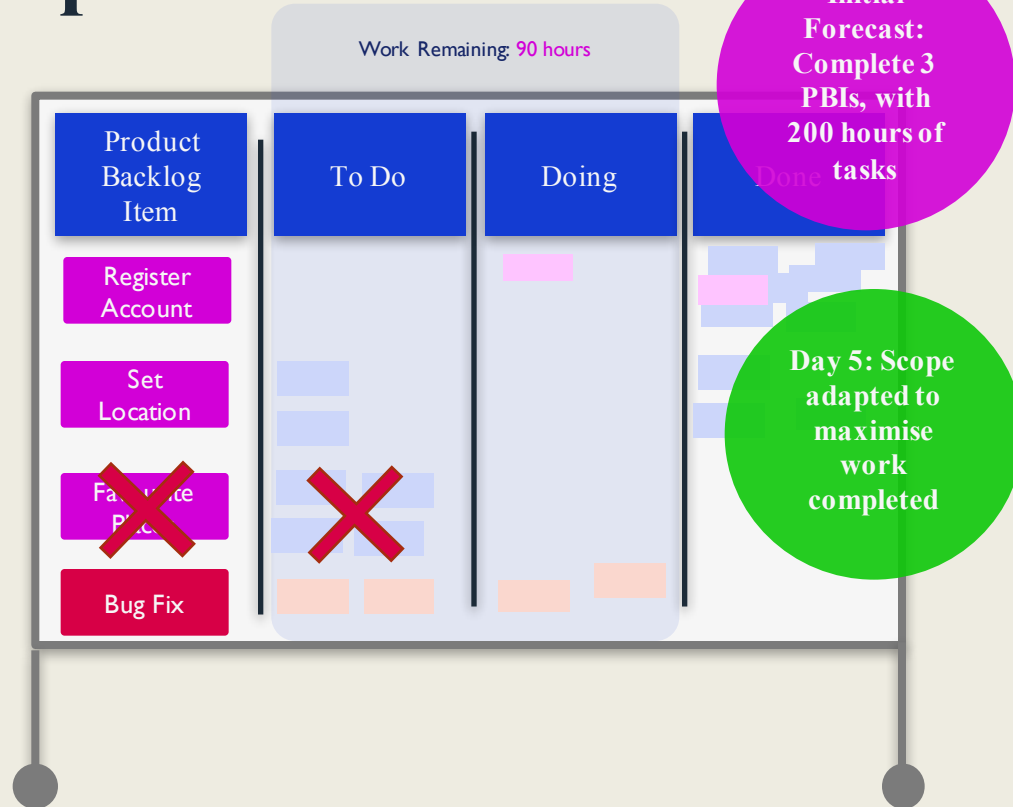 Work Remaining: 90 hours
Forecast:
Complete 3
PBIs, with
200 hours of
tasks
Product
Backlog
Item
To Do
Doing
Done
Register
Account
Day 5: Scope
adapted to
maximise
work
completed
Set
Location
Bug Fix